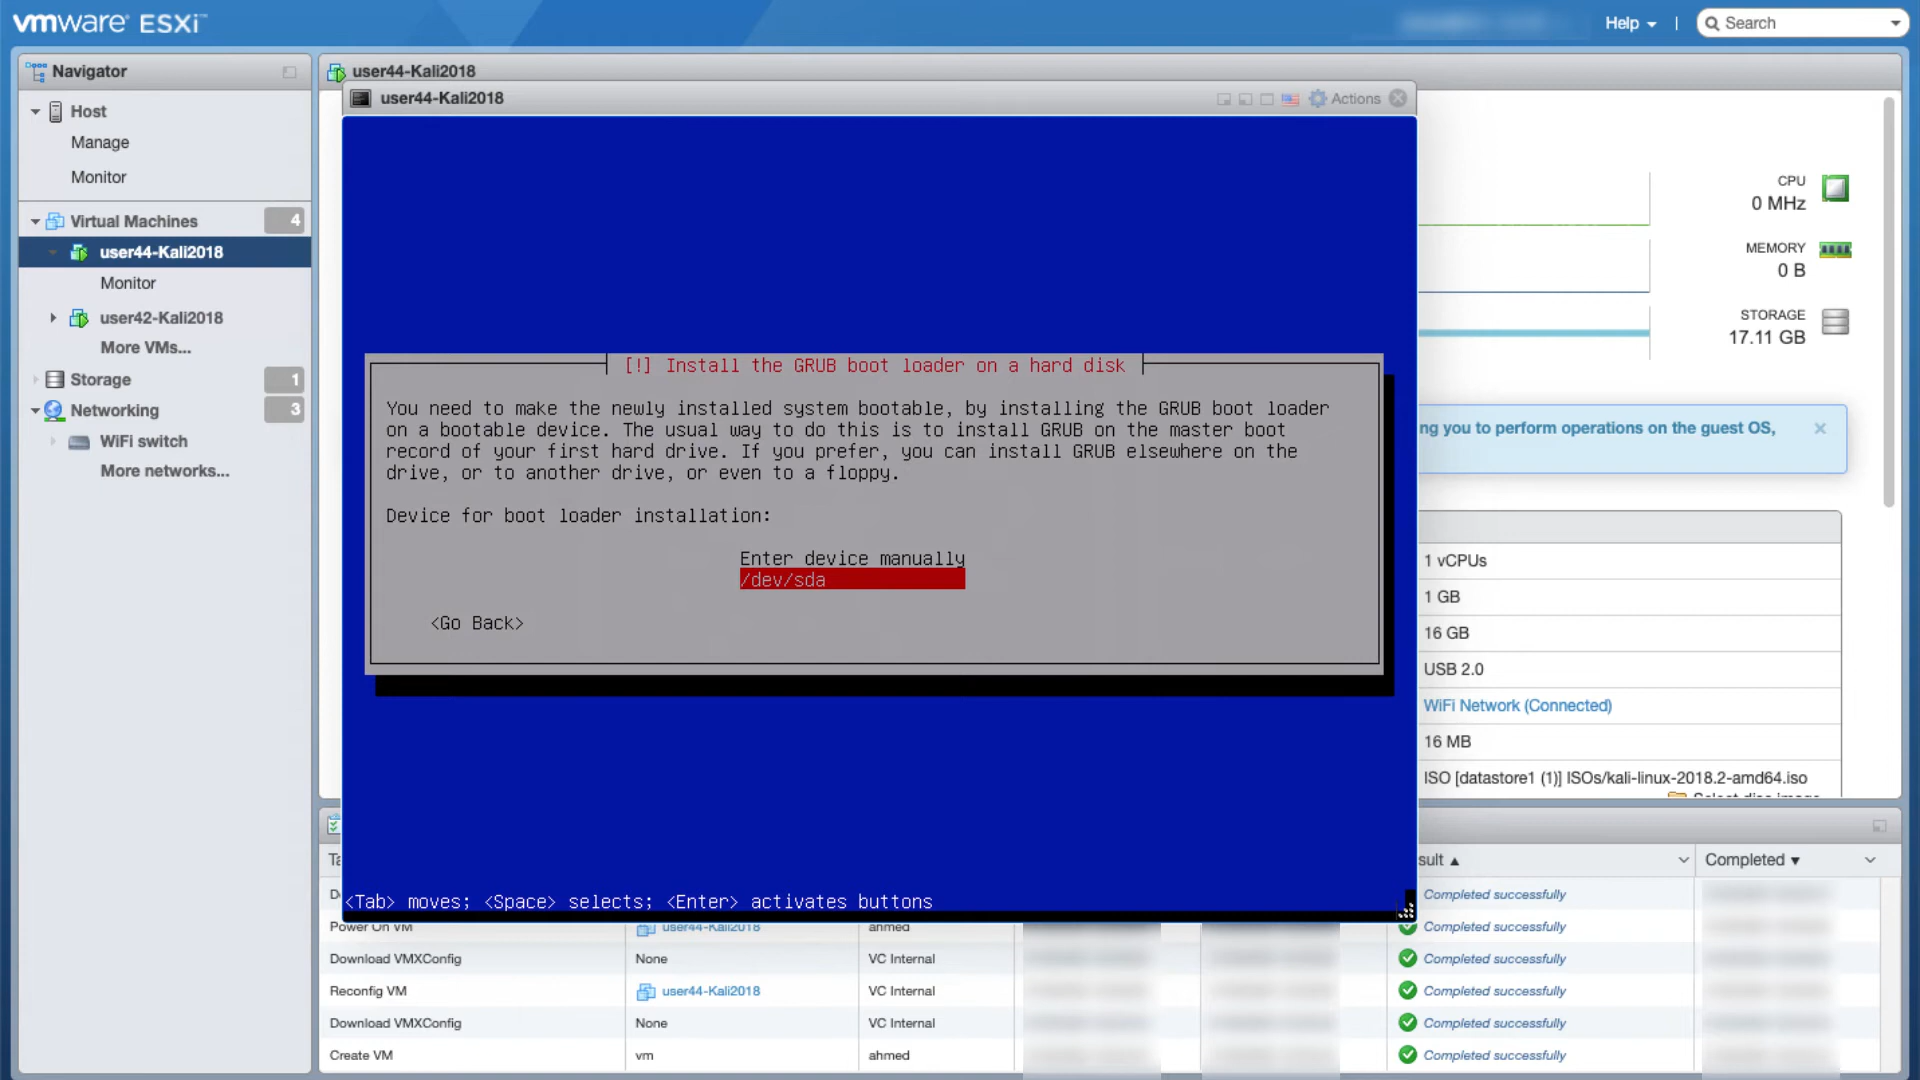 vmware ESXi™
Help
|
Search
Navigator
Host
Manage
Monitor
Virtual Machines
4
user44-Kali2018
Monitor
user42-Kali2018
More VMs...
Storage
1
Networking
3
WiFi switch
More networks...
user44-Kali2018
user44-Kali2018
Actions
[!] Install the GRUB boot loader on a hard disk
You need to make the newly installed system bootable, by installing the GRUB boot loader
on a bootable device. The usual way to do this is to install GRUB on the master boot
record of your first hard drive. If you prefer, you can install GRUB elsewhere on the
drive, or to another drive, or even to a floppy.
Device for boot loader installation:
Enter device manually
/dev/sda
<Go Back>
<Tab> moves; <Space> selects; <Enter> activates buttons
CPU
0 MHz
MEMORY
0 B
STORAGE
17.11 GB
ng you to perform operations on the guest OS,
1 vCPUs
1 GB
16 GB
USB 2.0
WiFi Network (Connected)
16 MB
ISO [datastore1 (1)] ISOs/kali-linux-2018.2-amd64.iso
Select disc image
sult ▲ Completed ▼
Completed successfully
Power On VM user44-Kali2018 ahmed Completed successfully
Download VMXConfig None VC Internal Completed successfully
Reconfig VM user44-Kali2018 VC Internal Completed successfully
Download VMXConfig None VC Internal Completed successfully
Create VM vm ahmed Completed successfully